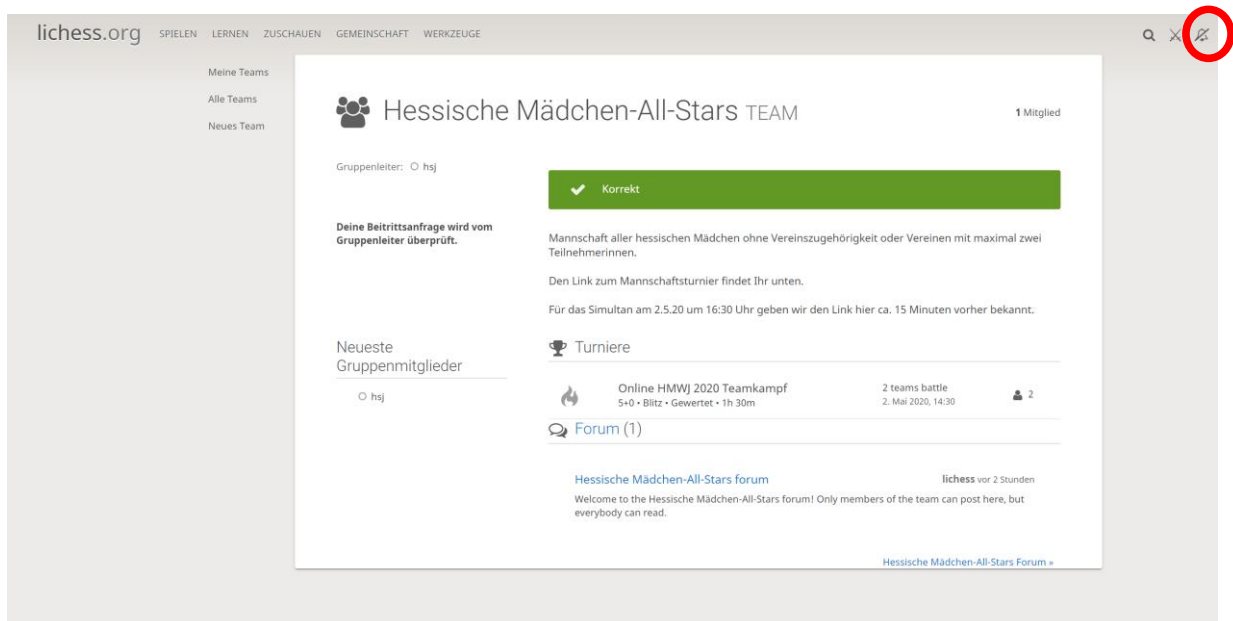 lichess.org SPIELEN LERNEN ZUSCHAUEN GEMEINSCHAFT WERKZEUGE
Meine Teams
Alle Teams
Neues Team
Hessische Mädchen-All-Stars TEAM
1 Mitglied
Gruppenleiter: hsj
Korrekt
Deine Beitrittsanfrage wird vom
Gruppenleiter überprüft.
Mannschaft aller hessischen Mädchen ohne Vereinszugehörigkeit oder Vereinen mit maximal zwei
Teilnehmerinnen.
Den Link zum Mannschaftsturnier findet Ihr unten.
Für das Simultan am 2.5.20 um 16:30 Uhr geben wir den Link hier ca. 15 Minuten vorher bekannt.
Neueste
Gruppenmitglieder
hsj
Turniere
Online HMWJ 2020 Teamkampf
5+0 • Blitz • Gewertet • 1h 30m
2 teams battle
2. Mai 2020, 14:30
2
Forum (1)
Hessische Mädchen-All-Stars forum
lichess vor 2 Stunden
Welcome to the Hessische Mädchen-All-Stars forum! Only members of the team can post here, but
everybody can read.
Hessische Mädchen-All-Stars Forum »